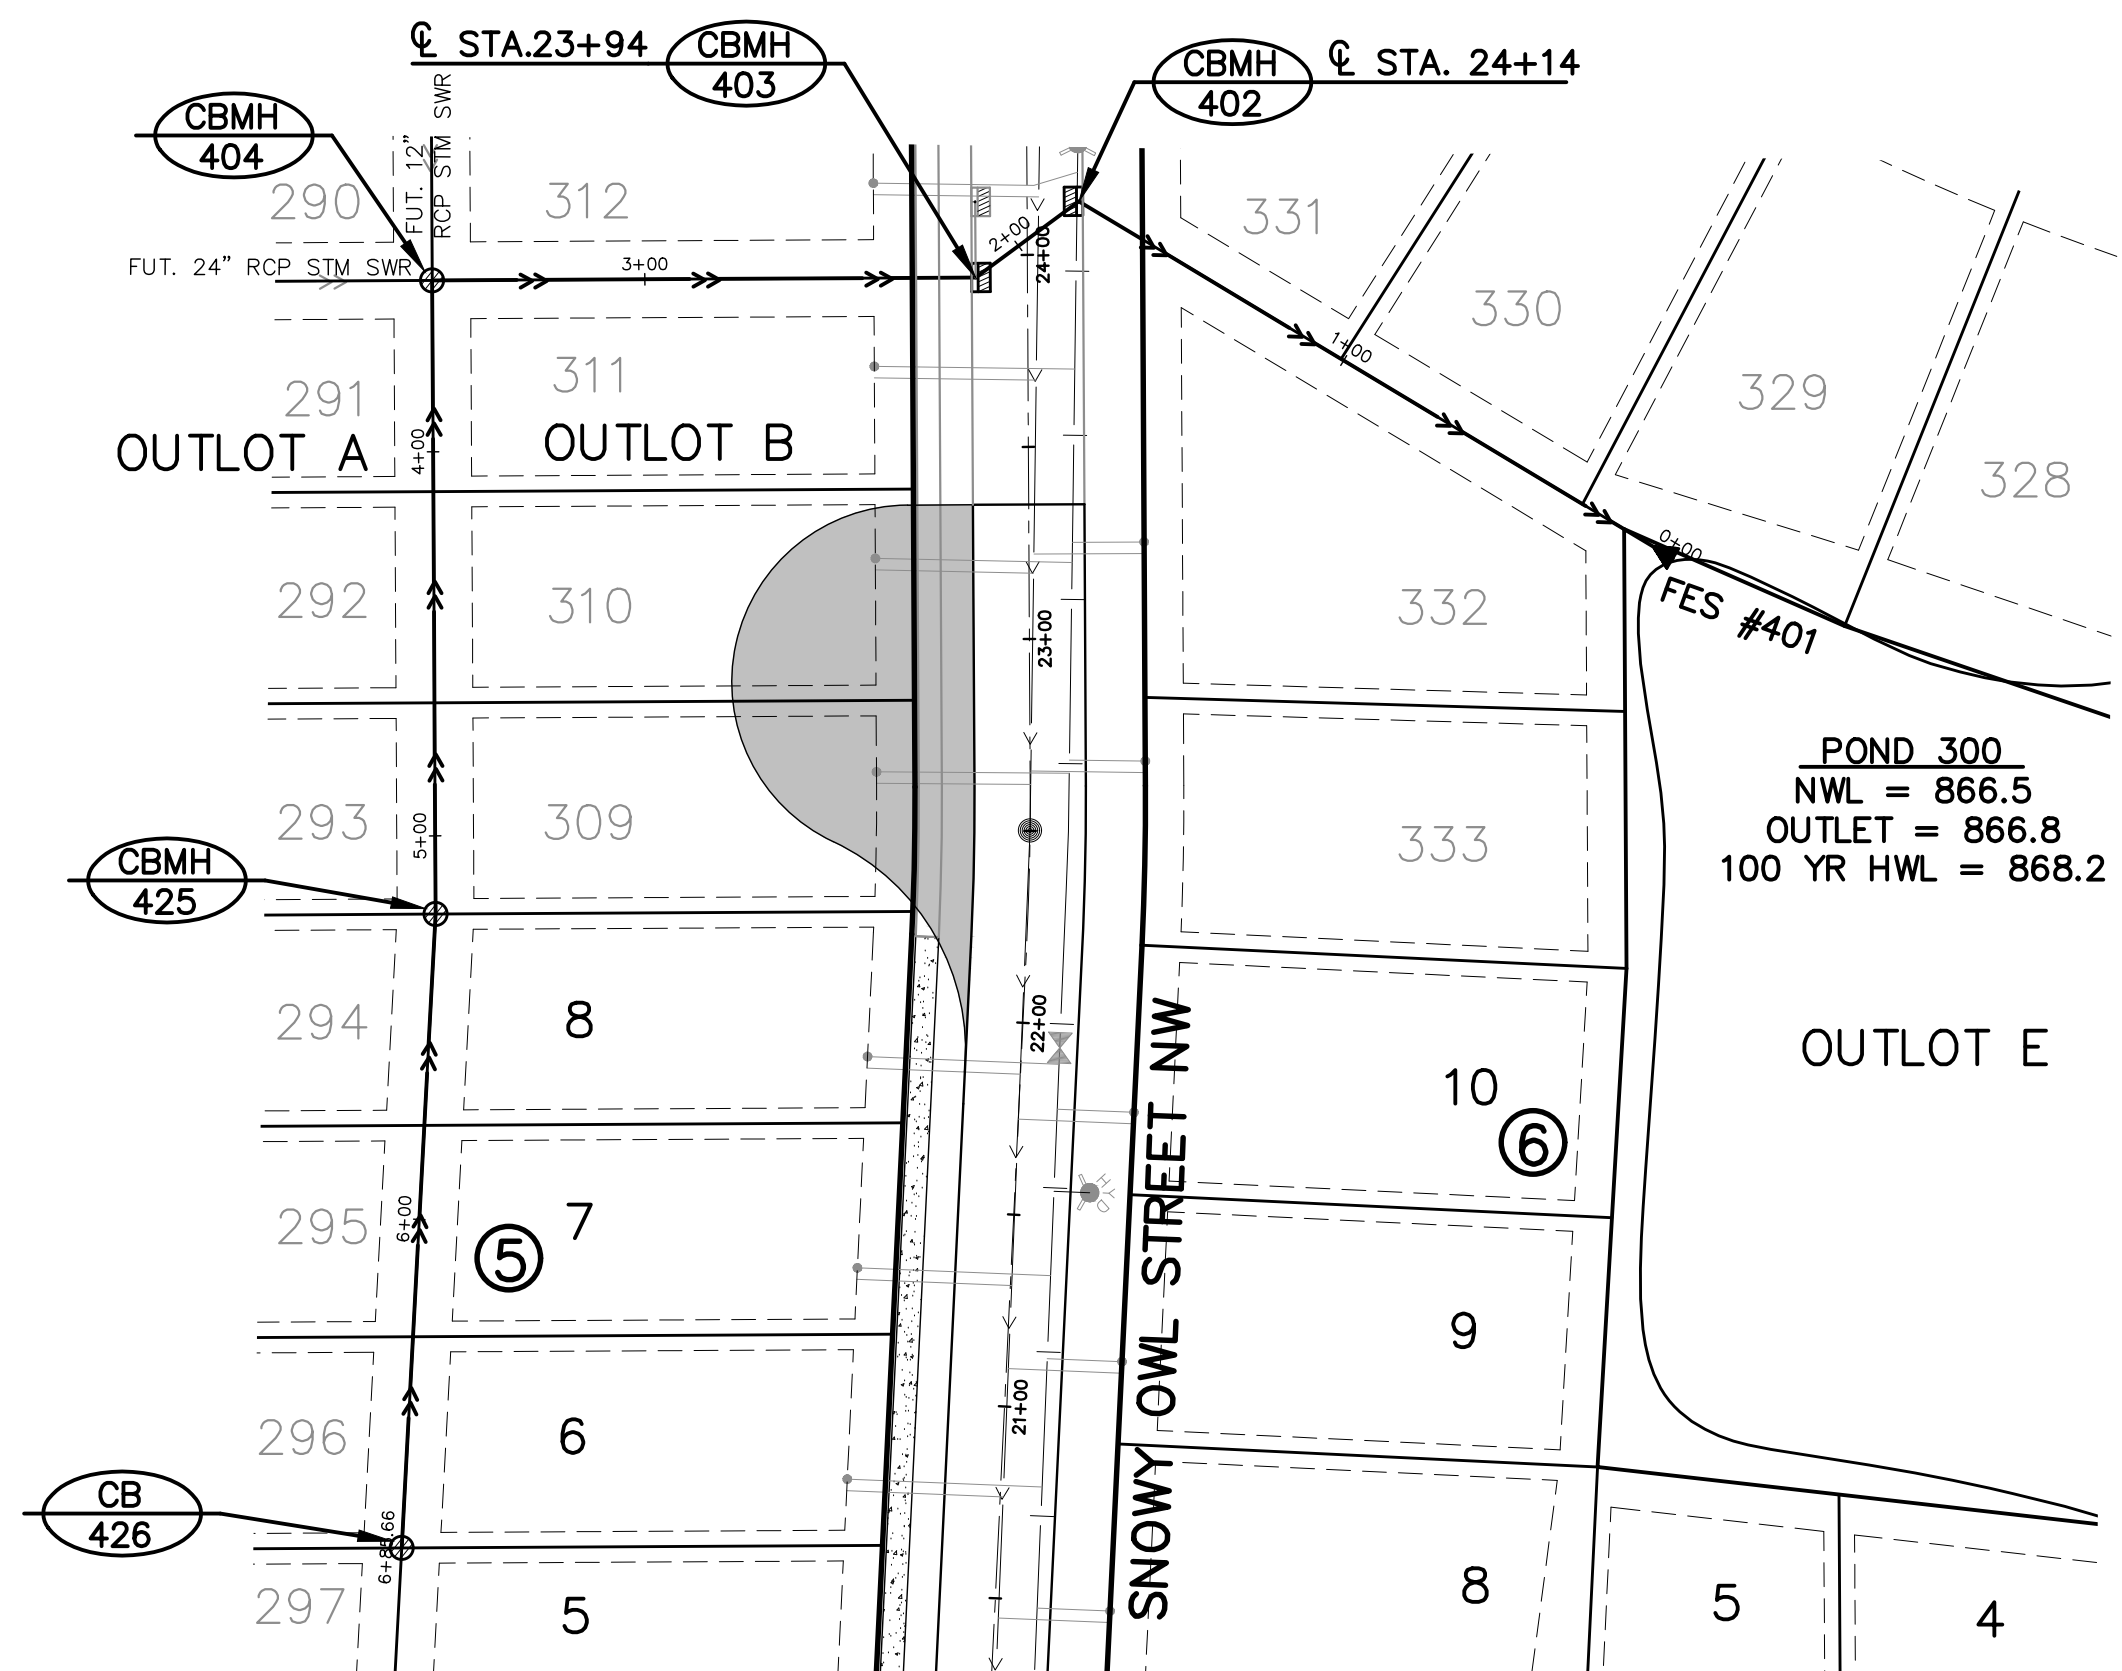 ℄ STA.23+94
CBMH
403
CBMH
402
℄ STA. 24+14
CBMH
404
FUT. 12"
RCP STM SWR
290
312
331
2+00
24+00
FUT. 24" RCP STM SWR
3+00
330
1+00
291
311
329
OUTLOT A
4+00
OUTLOT B
328
0+00
FES #401
292
310
23+00
332
POND 300
NWL = 866.5
OUTLET = 866.8
100 YR HWL = 868.2
293
5+00
309
333
CBMH
425
294
8
22+00
OUTLOT E
10
6
HYD
SNOWY OWL STREET NW
295
6+00
7
5
9
21+00
296
6
CB
426
6+85.66
297
5
8
5
4